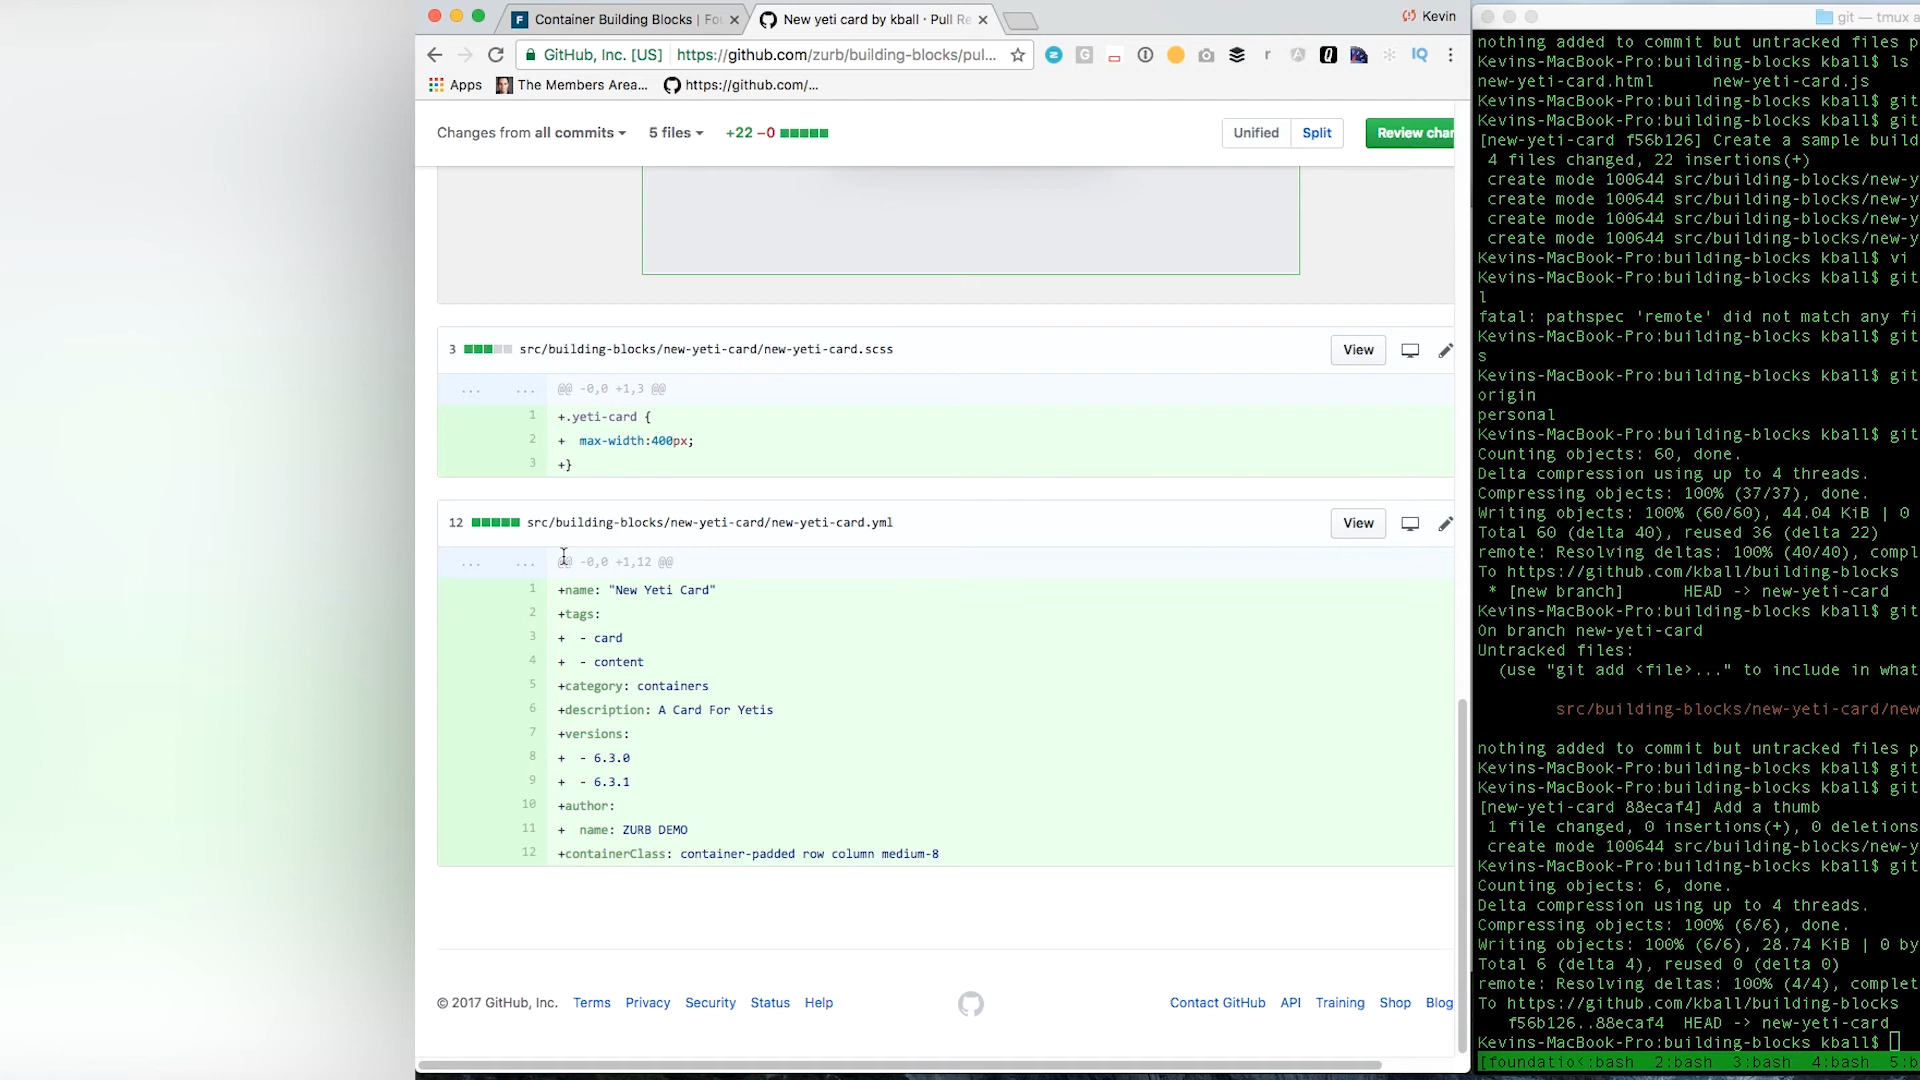 Container Building Blocks | Fou
New yeti card by kball · Pull Re
Kevin
GitHub, Inc. [US]
https://github.com/zurb/building-blocks/pul...
IQ
Apps
The Members Area...
https://github.com/...
Changes from all commits
5 files
+22 −0
Unified
Split
Review chan
3
src/building-blocks/new-yeti-card/new-yeti-card.scss
View
... ... @@ -0,0 +1,3 @@
1 +.yeti-card {
2 + max-width:400px;
3 +}
12
src/building-blocks/new-yeti-card/new-yeti-card.yml
View
... ... @@ -0,0 +1,12 @@
1 +name: "New Yeti Card"
2 +tags:
3 + - card
4 + - content
5 +category: containers
6 +description: A Card For Yetis
7 +versions:
8 + - 6.3.0
9 + - 6.3.1
10 +author:
11 + name: ZURB DEMO
12 +containerClass: container-padded row column medium-8
© 2017 GitHub, Inc.
Terms
Privacy
Security
Status
Help
Contact GitHub
API
Training
Shop
Blog
git — tmux a
nothing added to commit but untracked files p
Kevins-MacBook-Pro:building-blocks kball$ ls
new-yeti-card.html new-yeti-card.js
Kevins-MacBook-Pro:building-blocks kball$ git
Kevins-MacBook-Pro:building-blocks kball$ git
[new-yeti-card f56b126] Create a sample build
4 files changed, 22 insertions(+)
create mode 100644 src/building-blocks/new-y
create mode 100644 src/building-blocks/new-y
create mode 100644 src/building-blocks/new-y
create mode 100644 src/building-blocks/new-y
Kevins-MacBook-Pro:building-blocks kball$ vi
Kevins-MacBook-Pro:building-blocks kball$ git
l
fatal: pathspec 'remote' did not match any fi
Kevins-MacBook-Pro:building-blocks kball$ git
s
Kevins-MacBook-Pro:building-blocks kball$ git
origin
personal
Kevins-MacBook-Pro:building-blocks kball$ git
Counting objects: 60, done.
Delta compression using up to 4 threads.
Compressing objects: 100% (37/37), done.
Writing objects: 100% (60/60), 44.04 KiB | 0
Total 60 (delta 40), reused 36 (delta 22)
remote: Resolving deltas: 100% (40/40), compl
To https://github.com/kball/building-blocks
* [new branch] HEAD -> new-yeti-card
Kevins-MacBook-Pro:building-blocks kball$ git
On branch new-yeti-card
Untracked files:
(use "git add <file>..." to include in what
src/building-blocks/new-yeti-card/new
nothing added to commit but untracked files p
Kevins-MacBook-Pro:building-blocks kball$ git
Kevins-MacBook-Pro:building-blocks kball$ git
[new-yeti-card 88ecaf4] Add a thumb
1 file changed, 0 insertions(+), 0 deletions
create mode 100644 src/building-blocks/new-y
Kevins-MacBook-Pro:building-blocks kball$ git
Counting objects: 6, done.
Delta compression using up to 4 threads.
Compressing objects: 100% (6/6), done.
Writing objects: 100% (6/6), 28.74 KiB | 0 by
Total 6 (delta 4), reused 0 (delta 0)
remote: Resolving deltas: 100% (4/4), complet
To https://github.com/kball/building-blocks
f56b126..88ecaf4 HEAD -> new-yeti-card
Kevins-MacBook-Pro:building-blocks kball$
[foundatio<:bash 2:bash 3:bash 4:bash 5:b